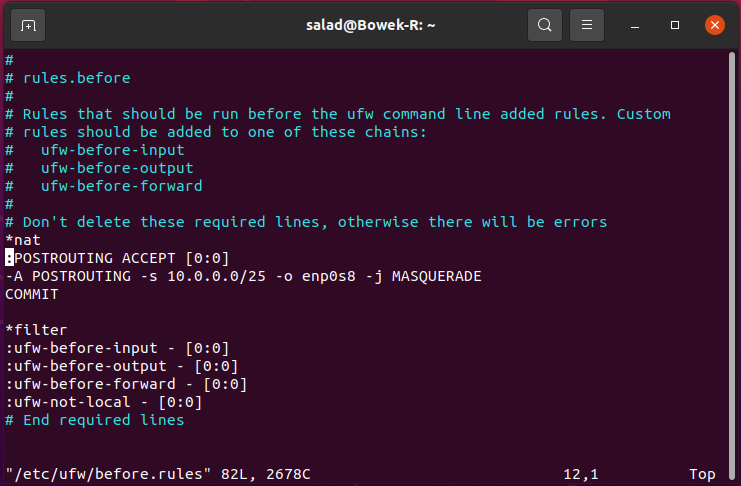 salad@Bowek-R: ~
#
# rules.before
#
# Rules that should be run before the ufw command line added rules. Custom
# rules should be added to one of these chains:
#   ufw-before-input
#   ufw-before-output
#   ufw-before-forward
#
# Don't delete these required lines, otherwise there will be errors
*nat
:POSTROUTING ACCEPT [0:0]
-A POSTROUTING -s 10.0.0.0/25 -o enp0s8 -j MASQUERADE
COMMIT

*filter
:ufw-before-input - [0:0]
:ufw-before-output - [0:0]
:ufw-before-forward - [0:0]
:ufw-not-local - [0:0]
# End required lines

"/etc/ufw/before.rules" 82L, 2678C 12,1 Top